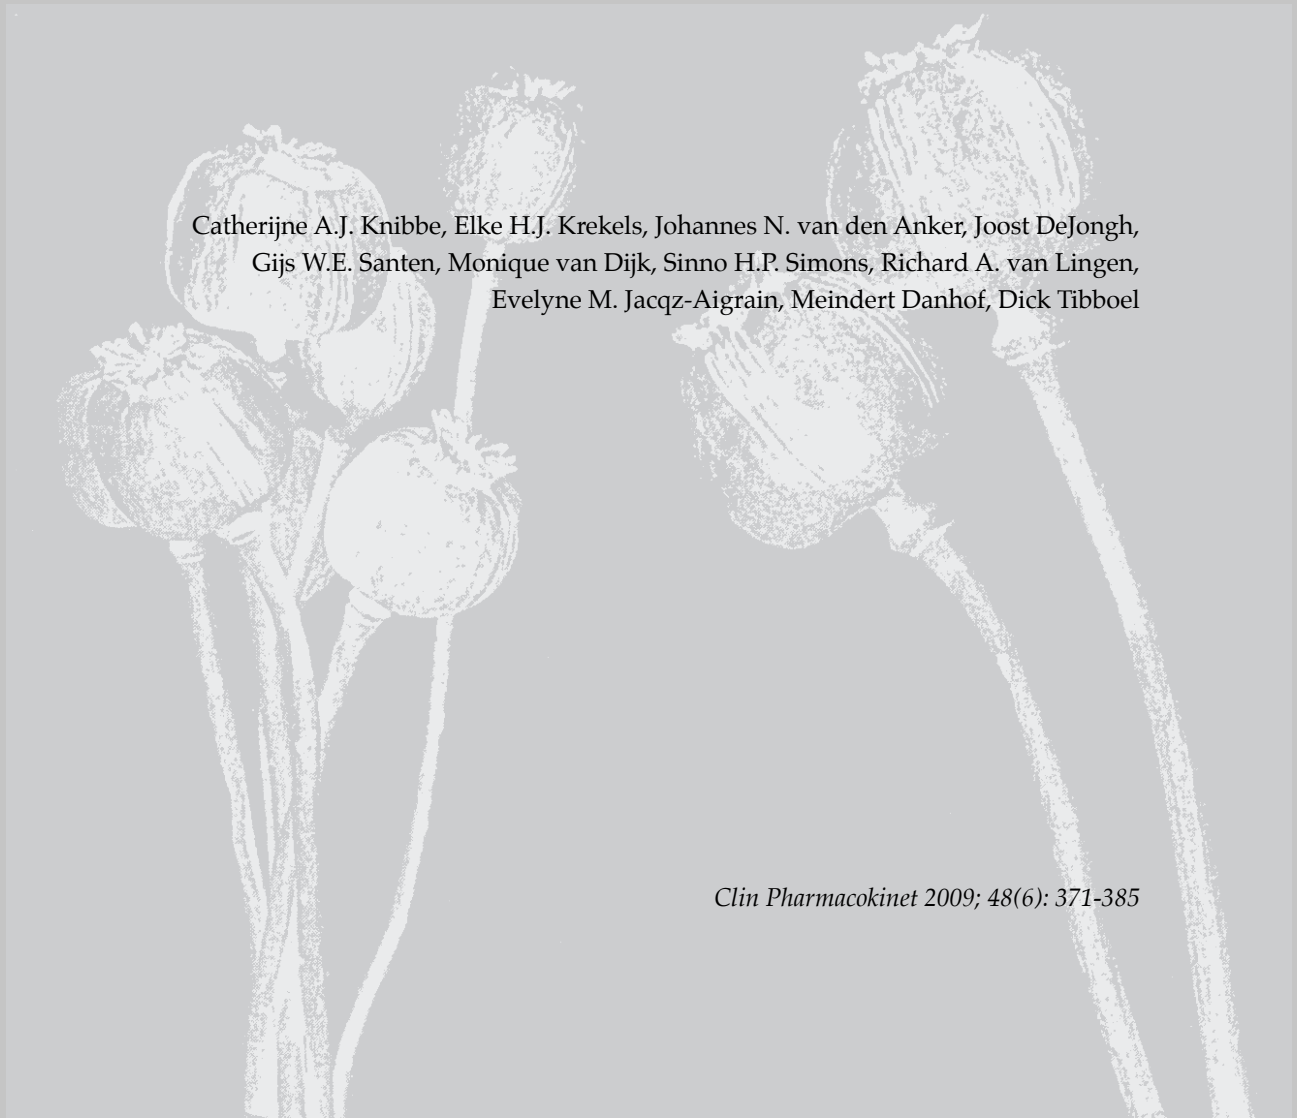 Catherijne A.J. Knibbe, Elke H.J. Krekels, Johannes N. van den Anker, Joost DeJongh,
Gijs W.E. Santen, Monique van Dijk, Sinno H.P. Simons, Richard A. van Lingen,
Evelyne M. Jacqz-Aigrain, Meindert Danhof, Dick Tibboel
Clin Pharmacokinet 2009; 48(6): 371-385